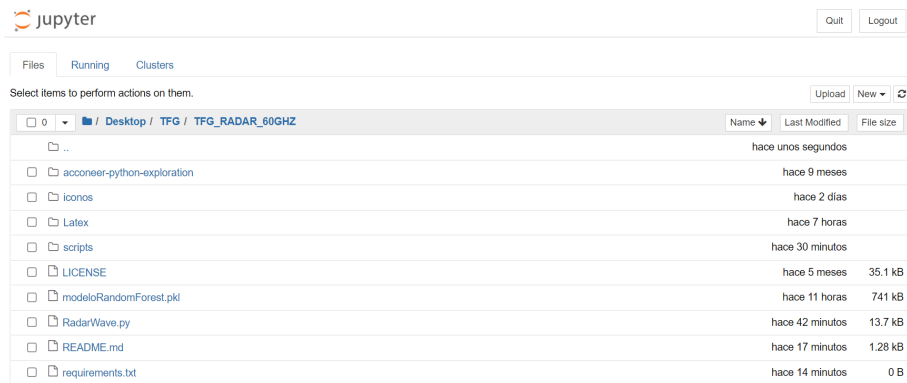 jupyter
Quit Logout
Files Running Clusters
Select items to perform actions on them.
Upload New
0 / Desktop / TFG / TFG_RADAR_60GHZ Name Last Modified File size
.. hace unos segundos
acconeer-python-exploration hace 9 meses
iconos hace 2 días
Latex hace 7 horas
scripts hace 30 minutos
LICENSE hace 5 meses 35.1 kB
modeloRandomForest.pkl hace 11 horas 741 kB
RadarWave.py hace 42 minutos 13.7 kB
README.md hace 17 minutos 1.28 kB
requirements.txt hace 14 minutos 0 B